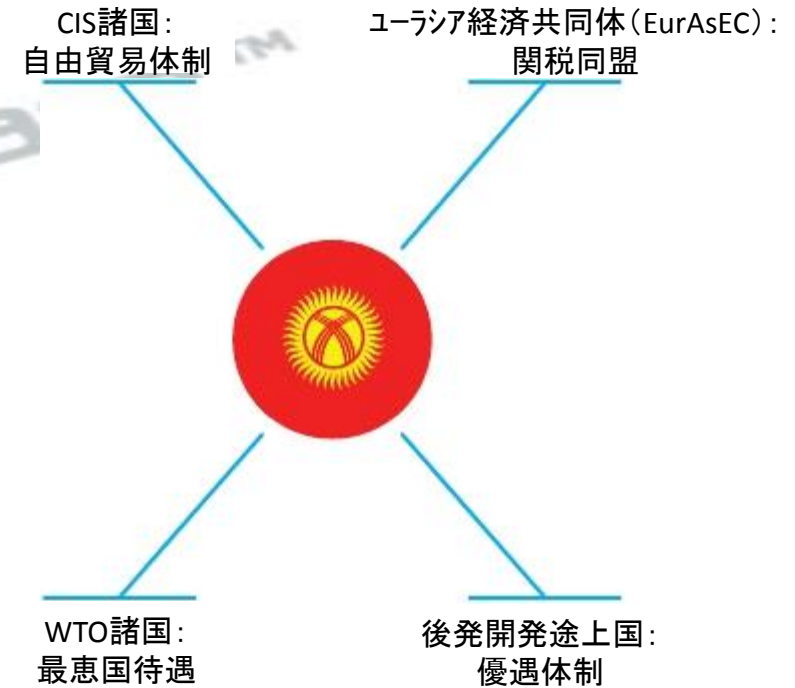 CIS諸国：
自由貿易体制
ユーラシア経済共同体（EurAsEC）：
関税同盟
WTO諸国：
最恵国待遇
後発開発途上国：
優遇体制